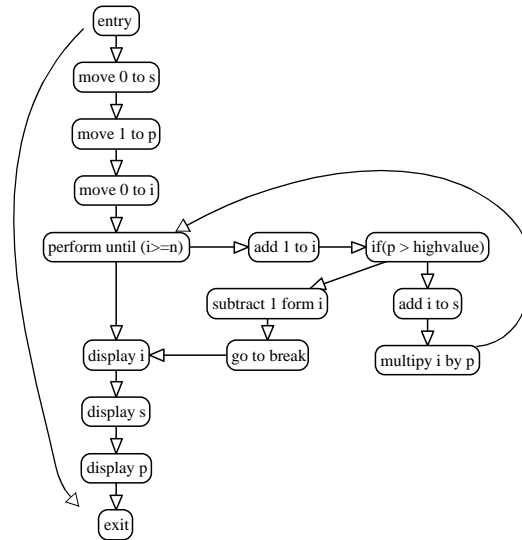 entry
move 0 to s
move 1 to p
move 0 to i
perform until (i>=n)
add 1 to i
if(p > highvalue)
subtract 1 form i
add i to s
display i
go to break
multipy i by p
display s
display p
exit